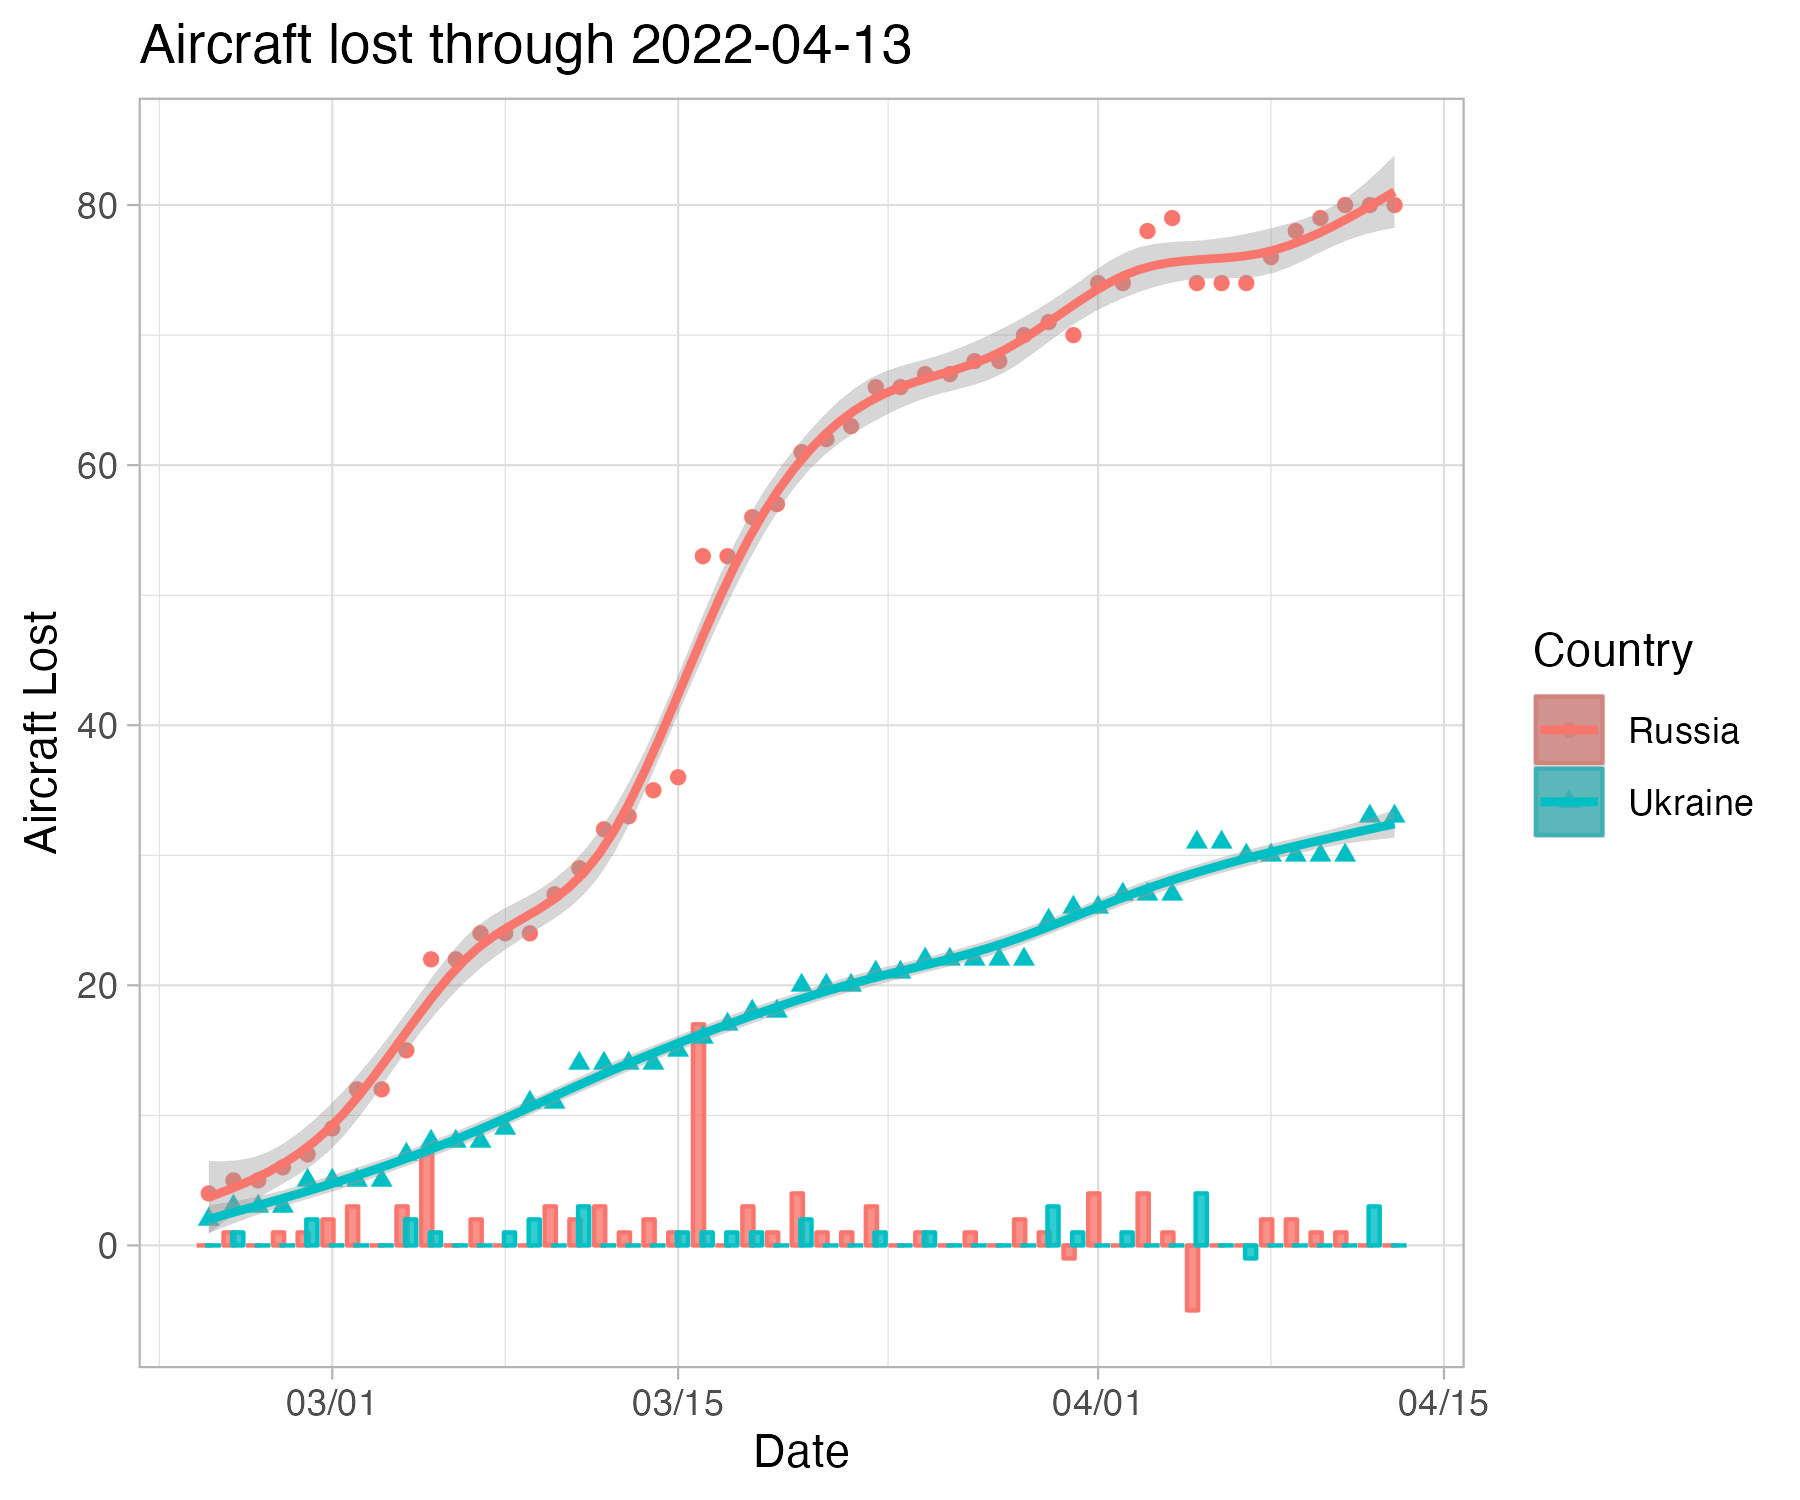 Aircraft lost through 2022-04-13
Aircraft Lost
80
60
40
20
0
03/01
03/15
04/01
04/15
Date
Country
Russia
Ukraine